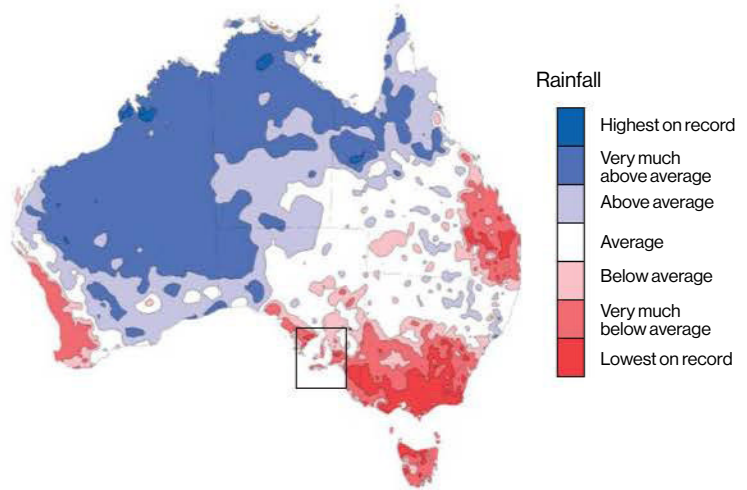 Rainfall
Highest on record
Very much
above average
Above average
Average
Below average
Very much
below average
Lowest on record